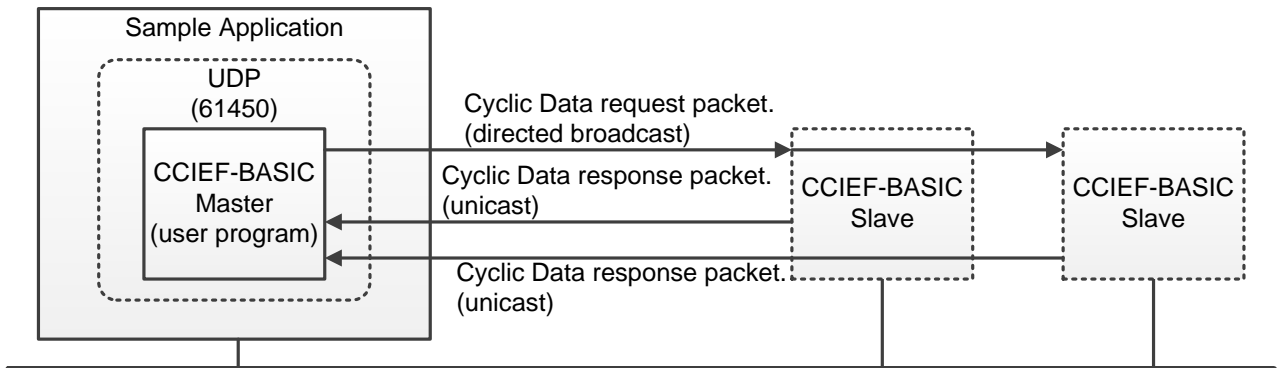 Sample Application
UDP
(61450)
CCIEF-BASIC
Master
(user program)
Cyclic Data request packet.
(directed broadcast)
Cyclic Data response packet.
(unicast)
Cyclic Data response packet.
(unicast)
CCIEF-BASIC
Slave
CCIEF-BASIC
Slave